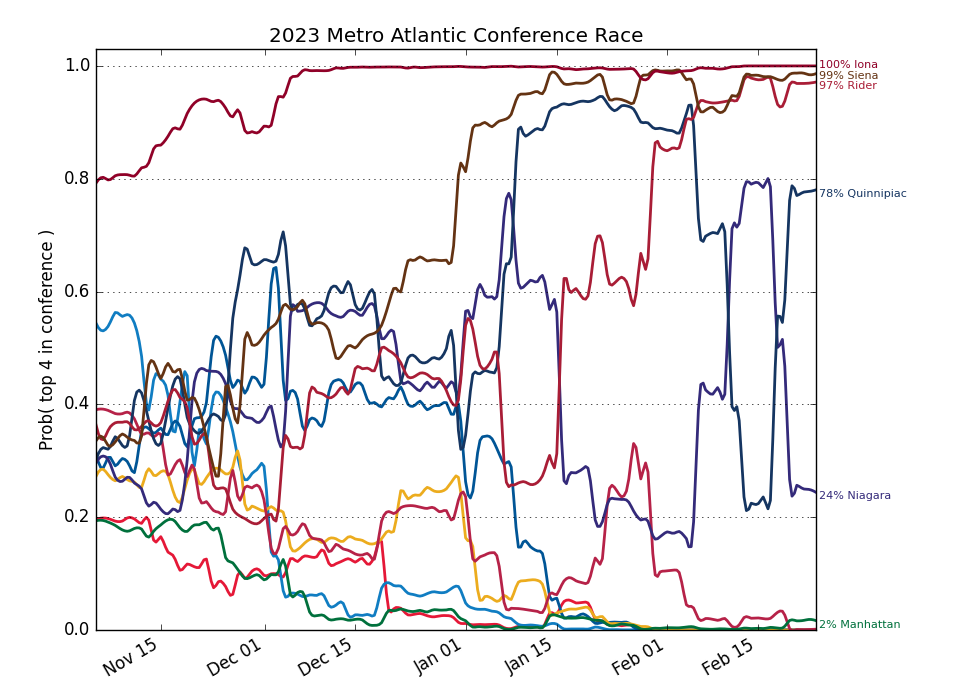 2023 Metro Atlantic Conference Race
Prob( top 4 in conference )
1.0
0.8
0.6
0.4
0.2
0.0
Nov 15
Dec 01
Dec 15
Jan 01
Jan 15
Feb 01
Feb 15
100% Iona
99% Siena
97% Rider
78% Quinnipiac
24% Niagara
2% Manhattan